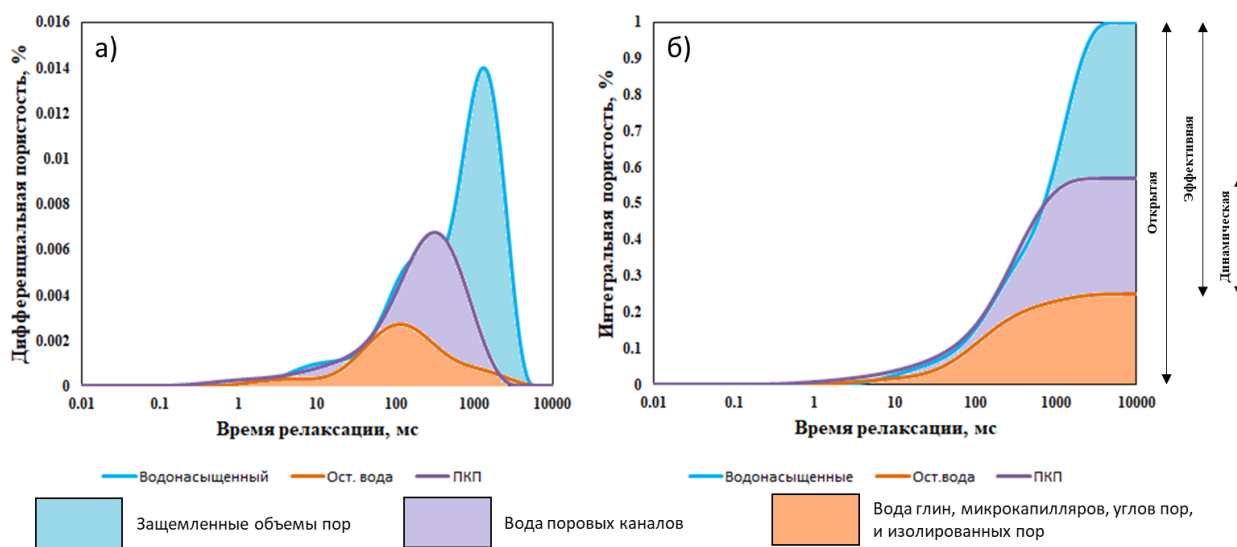 а)
Дифференциальная пористость, %
0.016
0.014
0.012
0.01
0.008
0.006
0.004
0.002
0
0.01 0.1 1 10 100 1000 10000
Время релаксации, мс
Водонасыщенный Ост. вода ПКП
б)
Интегральная пористость, %
1
0.9
0.8
0.7
0.6
0.5
0.4
0.3
0.2
0.1
0
0.01 0.1 1 10 100 1000 10000
Время релаксации, мс
Открытая
Эффективная
Динамическая
Водонасыщенные Ост.вода ПКП
Защемленные объемы пор
Вода поровых каналов
Вода глин, микрокапилляров, углов пор,
и изолированных пор